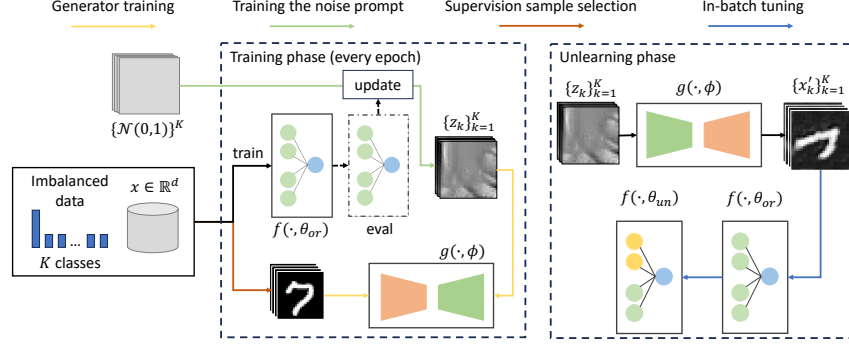 Generator training
Training the noise prompt
Supervision sample selection
In-batch tuning
Training phase (every epoch)
update
{𝒩(0,1)}^K
{z_k}_{k=1}^K
train
f(·, θ_or)
eval
Imbalanced
data
x ∈ ℝ^d
...
K classes
g(·, ϕ)
Unlearning phase
{z_k}_{k=1}^K
g(·, ϕ)
{x'_k}_{k=1}^K
f(·, θ_un)
f(·, θ_or)